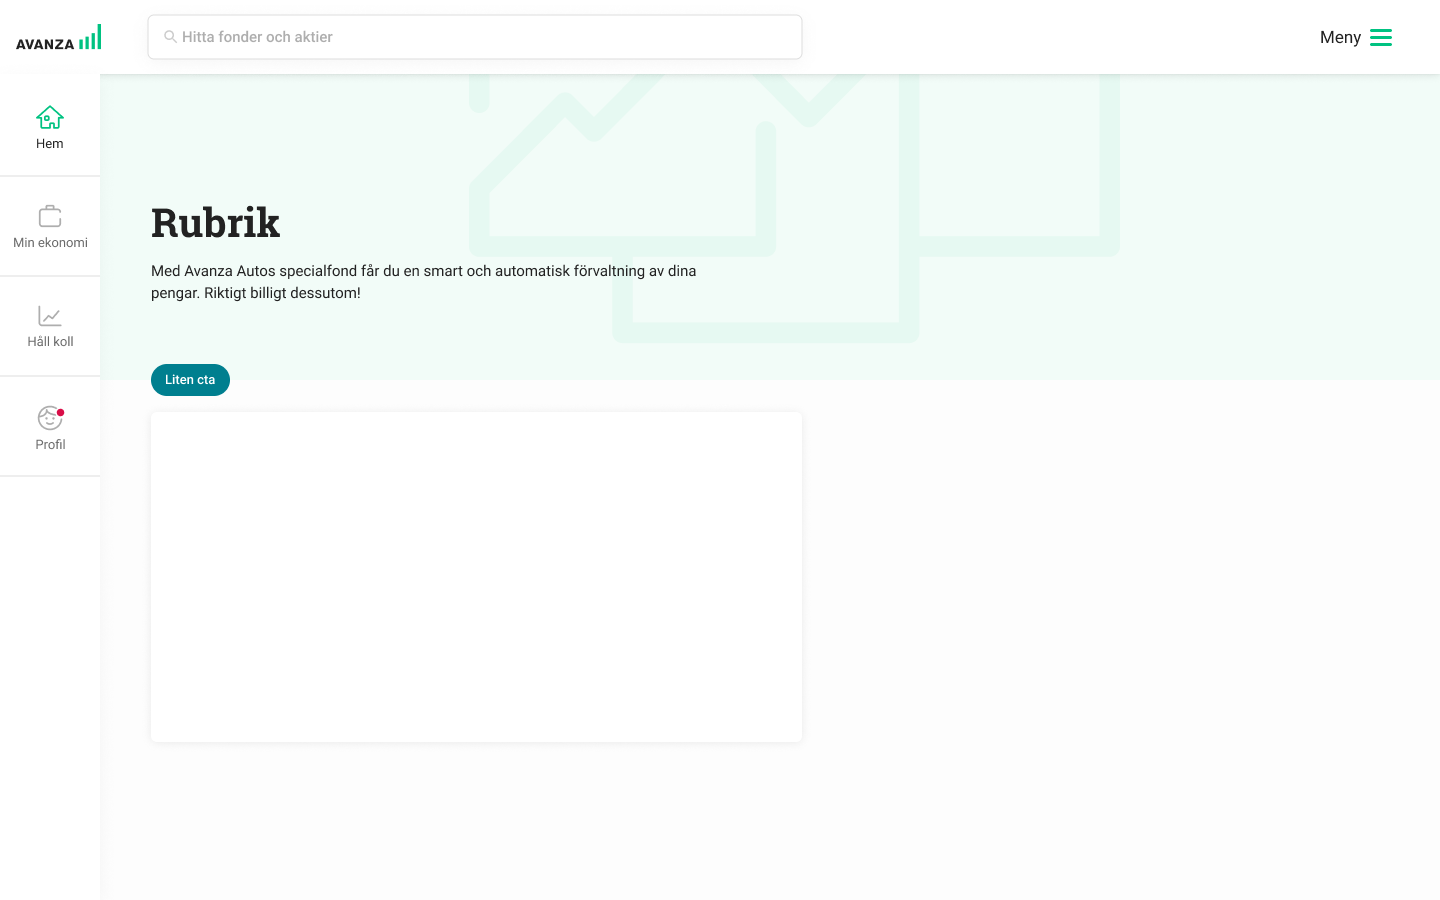 AVANZA
Hitta fonder och aktier
Meny
Hem
Min ekonomi
Håll koll
Profil
Rubrik
Med Avanza Autos specialfond får du en smart och automatisk förvaltning av dina
pengar. Riktigt billigt dessutom!
Liten cta